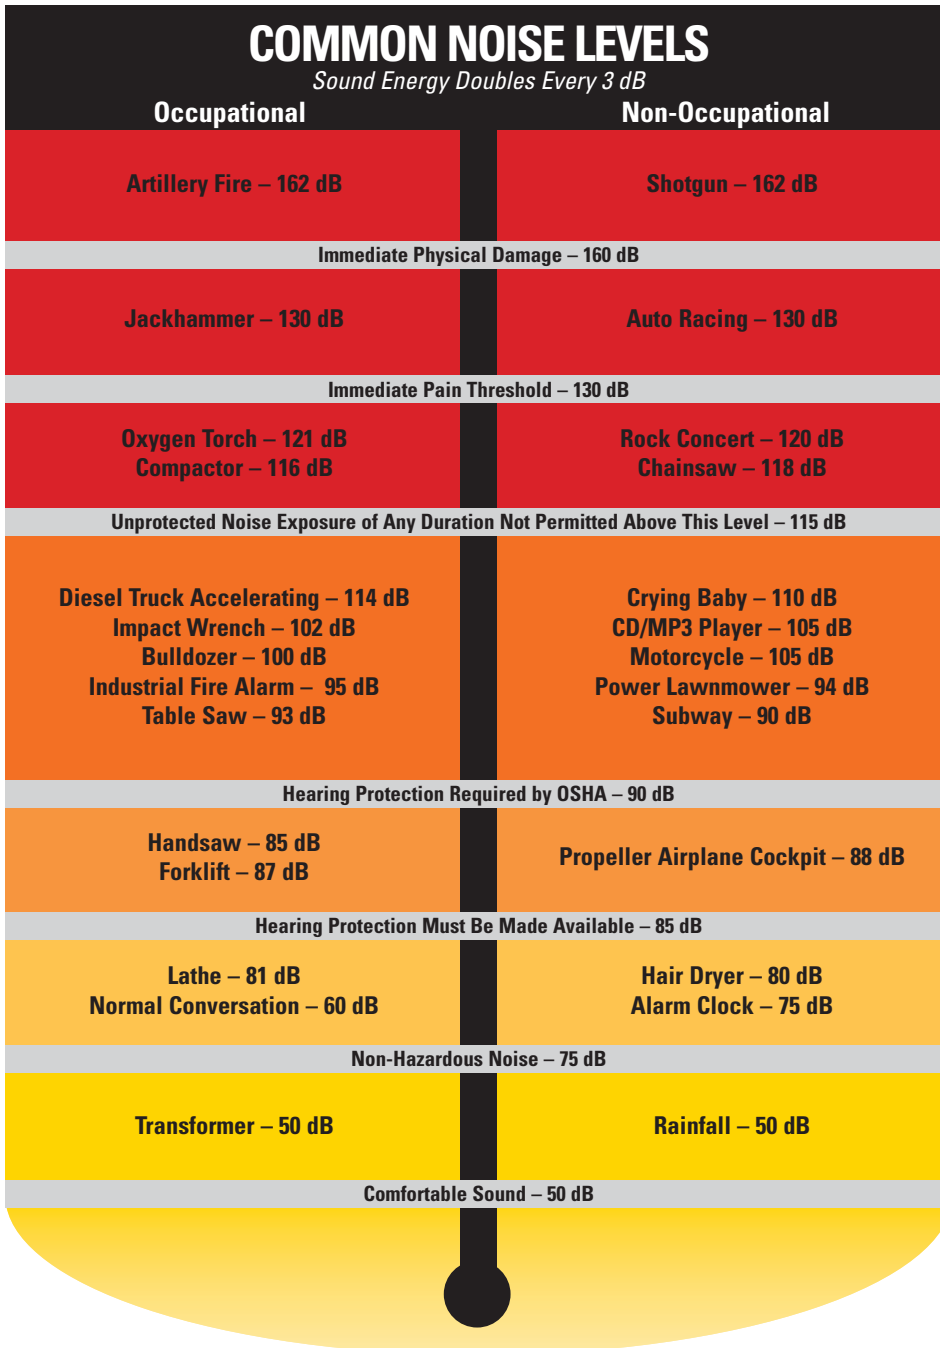 COMMON NOISE LEVELS
Sound Energy Doubles Every 3 dB
Occupational
Non-Occupational
Artillery Fire – 162 dB
Shotgun – 162 dB
Immediate Physical Damage – 160 dB
Jackhammer – 130 dB
Auto Racing – 130 dB
Immediate Pain Threshold – 130 dB
Oxygen Torch – 121 dB
Compactor – 116 dB
Rock Concert – 120 dB
Chainsaw – 118 dB
Unprotected Noise Exposure of Any Duration Not Permitted Above This Level – 115 dB
Diesel Truck Accelerating – 114 dB
Impact Wrench – 102 dB
Bulldozer – 100 dB
Industrial Fire Alarm – 95 dB
Table Saw – 93 dB
Crying Baby – 110 dB
CD/MP3 Player – 105 dB
Motorcycle – 105 dB
Power Lawnmower – 94 dB
Subway – 90 dB
Hearing Protection Required by OSHA – 90 dB
Handsaw – 85 dB
Forklift – 87 dB
Propeller Airplane Cockpit – 88 dB
Hearing Protection Must Be Made Available – 85 dB
Lathe – 81 dB
Normal Conversation – 60 dB
Hair Dryer – 80 dB
Alarm Clock – 75 dB
Non-Hazardous Noise – 75 dB
Transformer – 50 dB
Rainfall – 50 dB
Comfortable Sound – 50 dB